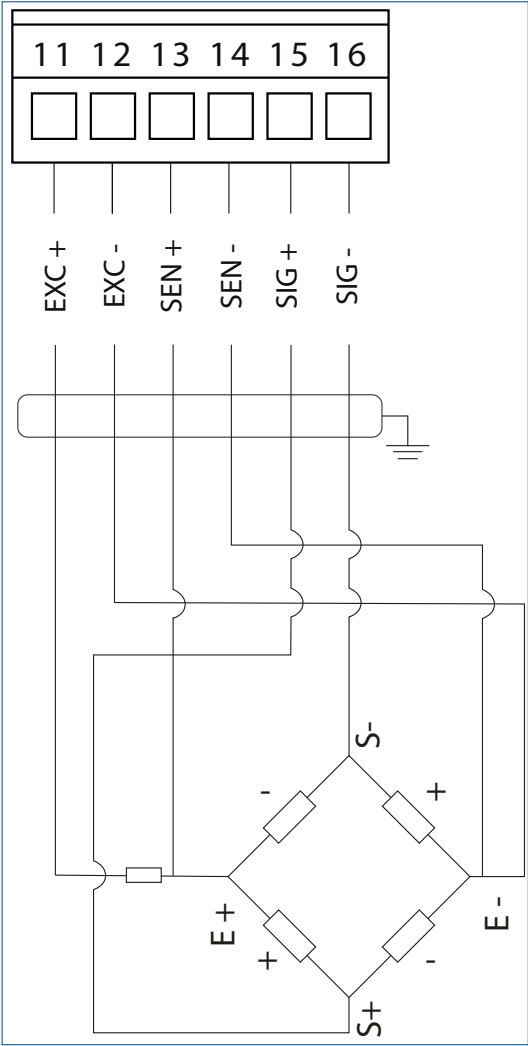 11 12 13 14 15 16
EXC +
EXC -
SEN +
SEN -
SIG +
SIG -
S-
- +
E +
E -
+ -
S+